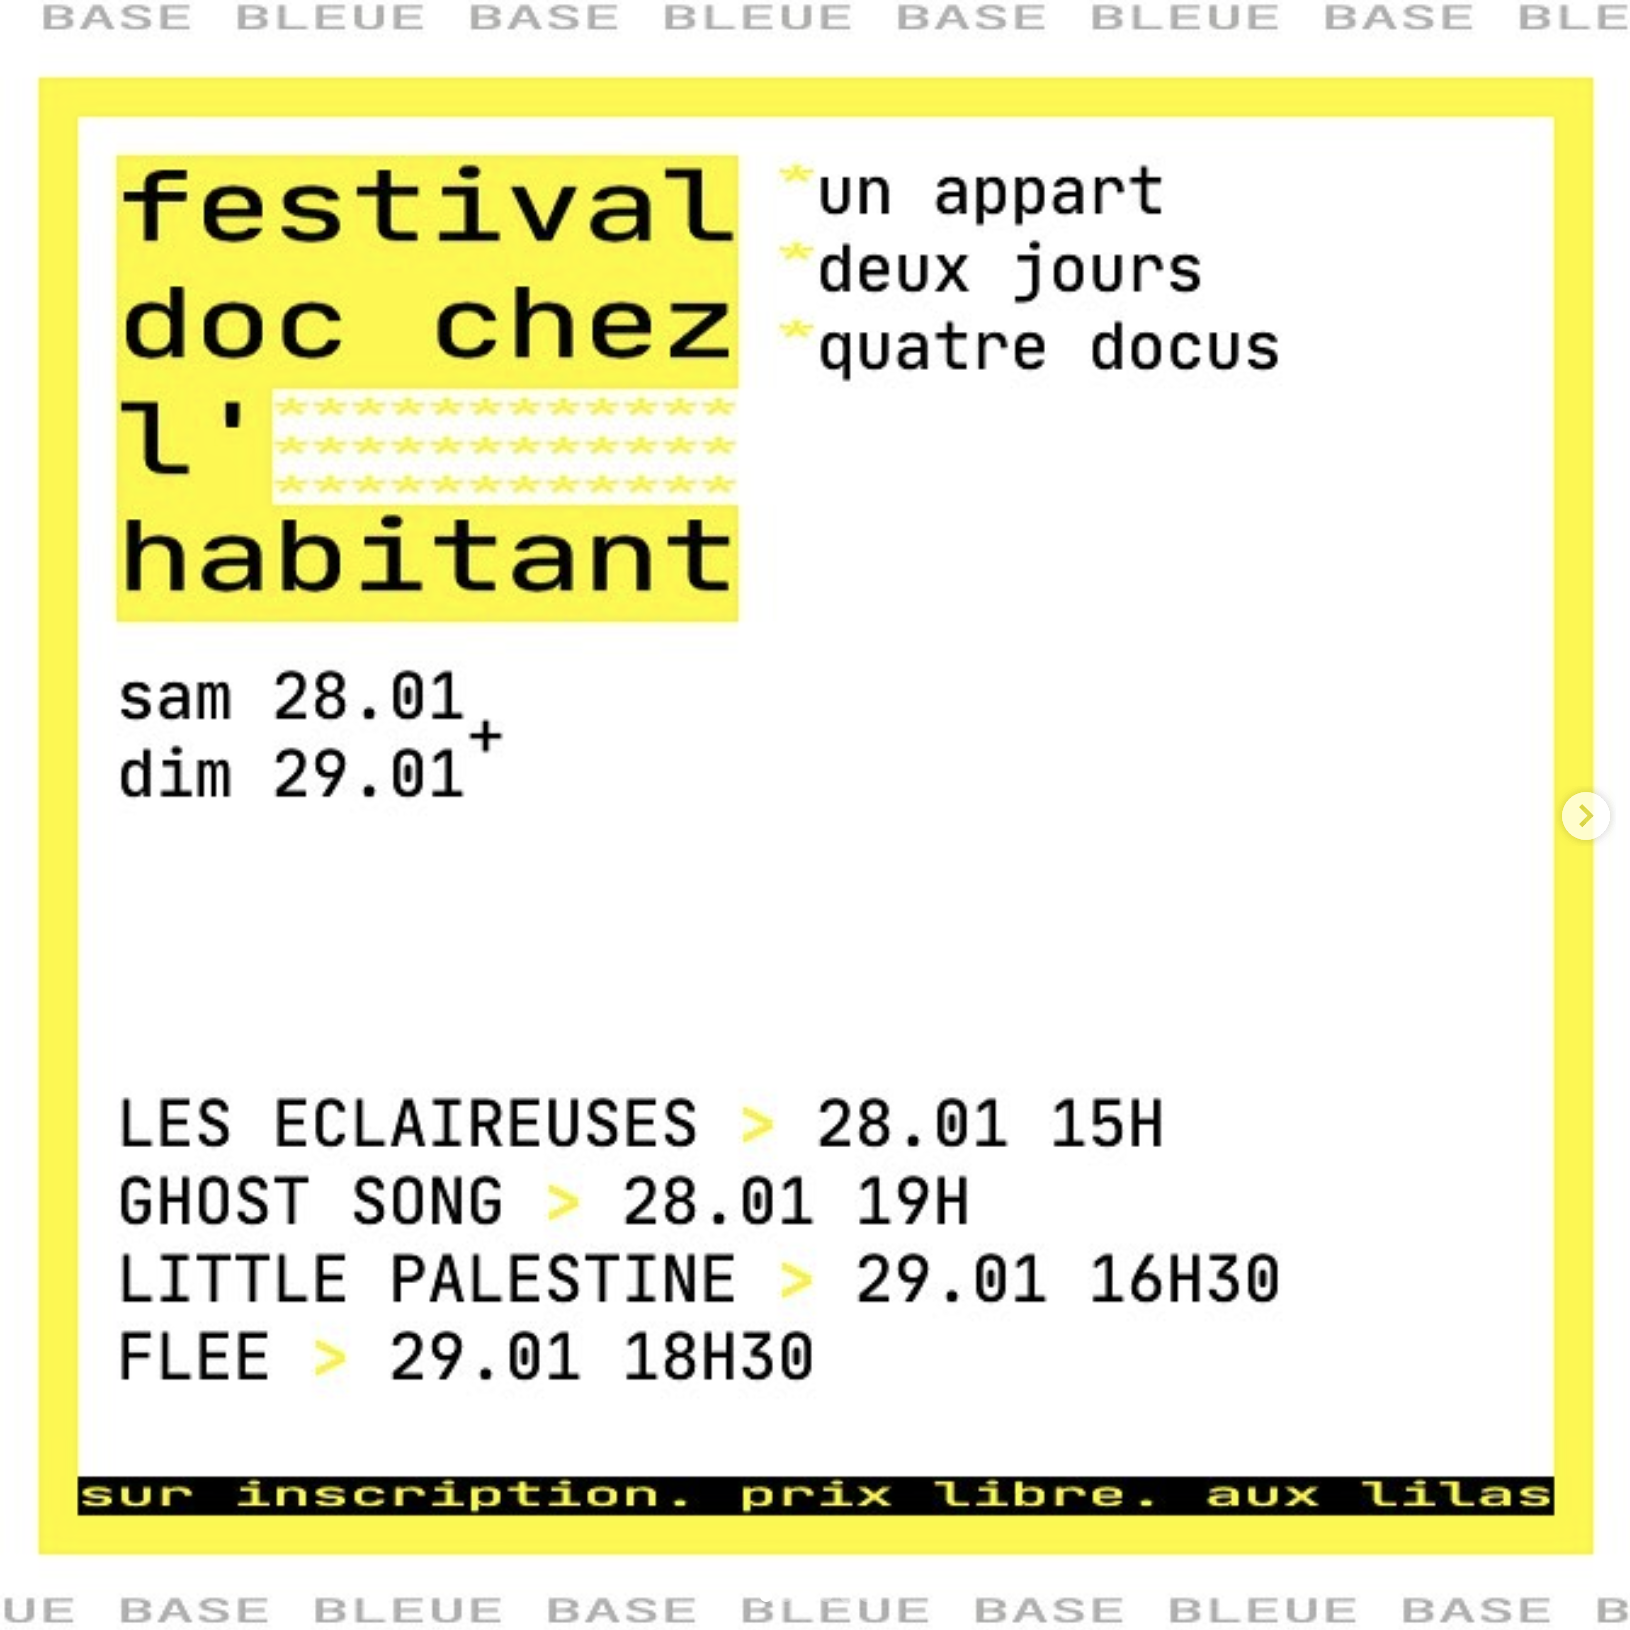 BASE BLEUE BASE BLEUE BASE BLEUE BASE BLE
festival
doc chez
l'************
************
************
habitant
*un appart
*deux jours
*quatre docus
sam 28.01
+
dim 29.01
LES ECLAIREUSES > 28.01 15H
GHOST SONG > 28.01 19H
LITTLE PALESTINE > 29.01 16H30
FLEE > 29.01 18H30
sur inscription. prix libre. aux lilas
UE BASE BLEUE BASE BLEUE BASE BLEUE BASE B